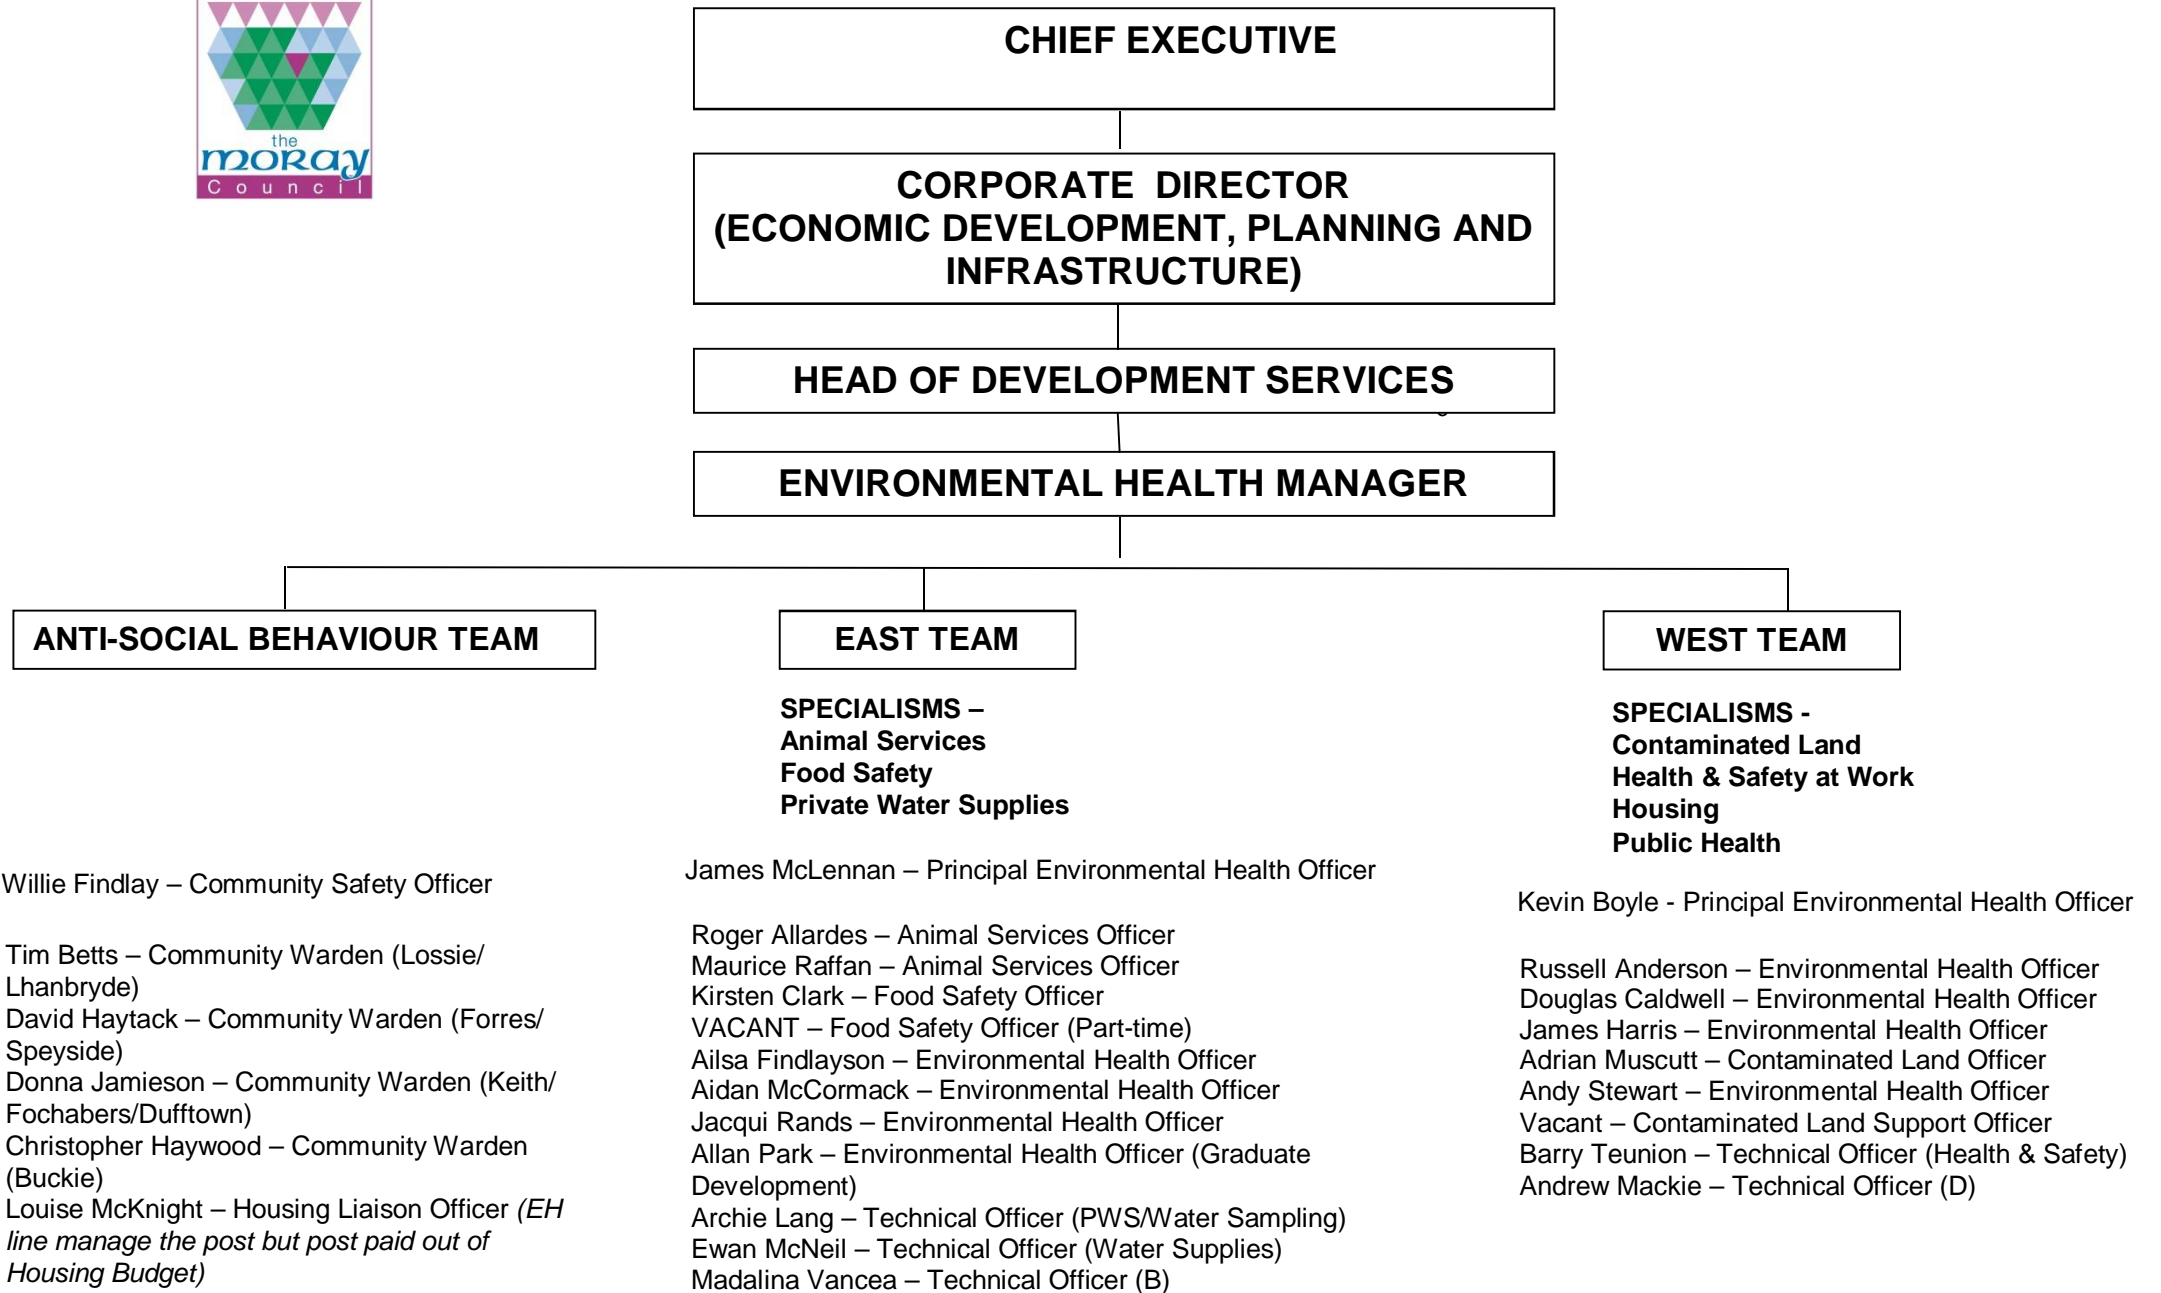 the
moray
Council
CHIEF EXECUTIVE
CORPORATE DIRECTOR
(ECONOMIC DEVELOPMENT, PLANNING AND
INFRASTRUCTURE)
HEAD OF DEVELOPMENT SERVICES
ENVIRONMENTAL HEALTH MANAGER
ANTI-SOCIAL BEHAVIOUR TEAM
Willie Findlay – Community Safety Officer
Tim Betts – Community Warden (Lossie/
Lhanbryde)
David Haytack – Community Warden (Forres/
Speyside)
Donna Jamieson – Community Warden (Keith/
Fochabers/Dufftown)
Christopher Haywood – Community Warden
(Buckie)
Louise McKnight – Housing Liaison Officer (EH
line manage the post but post paid out of
Housing Budget)
EAST TEAM
SPECIALISMS –
Animal Services
Food Safety
Private Water Supplies
James McLennan – Principal Environmental Health Officer
Roger Allardes – Animal Services Officer
Maurice Raffan – Animal Services Officer
Kirsten Clark – Food Safety Officer
VACANT – Food Safety Officer (Part-time)
Ailsa Findlayson – Environmental Health Officer
Aidan McCormack – Environmental Health Officer
Jacqui Rands – Environmental Health Officer
Allan Park – Environmental Health Officer (Graduate
Development)
Archie Lang – Technical Officer (PWS/Water Sampling)
Ewan McNeil – Technical Officer (Water Supplies)
Madalina Vancea – Technical Officer (B)
WEST TEAM
SPECIALISMS -
Contaminated Land
Health & Safety at Work
Housing
Public Health
Kevin Boyle - Principal Environmental Health Officer
Russell Anderson – Environmental Health Officer
Douglas Caldwell – Environmental Health Officer
James Harris – Environmental Health Officer
Adrian Muscutt – Contaminated Land Officer
Andy Stewart – Environmental Health Officer
Vacant – Contaminated Land Support Officer
Barry Teunion – Technical Officer (Health & Safety)
Andrew Mackie – Technical Officer (D)